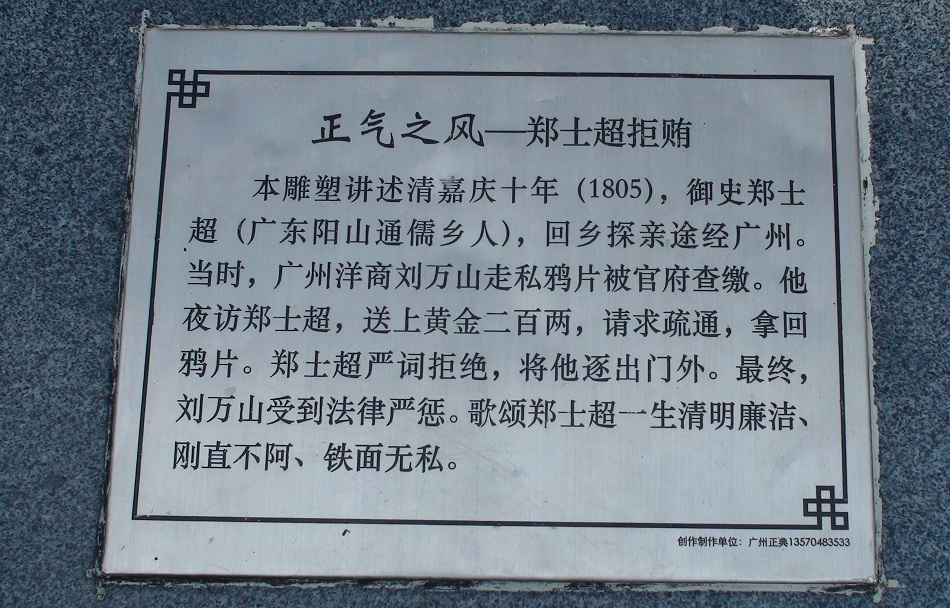 正气之风—郑士超拒贿
本雕塑讲述清嘉庆十年（1805），御史郑士
超（广东阳山通儒乡人），回乡探亲途经广州。
当时，广州洋商刘万山走私鸦片被官府查缴。他
夜访郑士超，送上黄金二百两，请求疏通，拿回
鸦片。郑士超严词拒绝，将他逐出门外。最终，
刘万山受到法律严惩。歌颂郑士超一生清明廉洁、
刚直不阿、铁面无私。
创作制作单位：广州正典13570483533